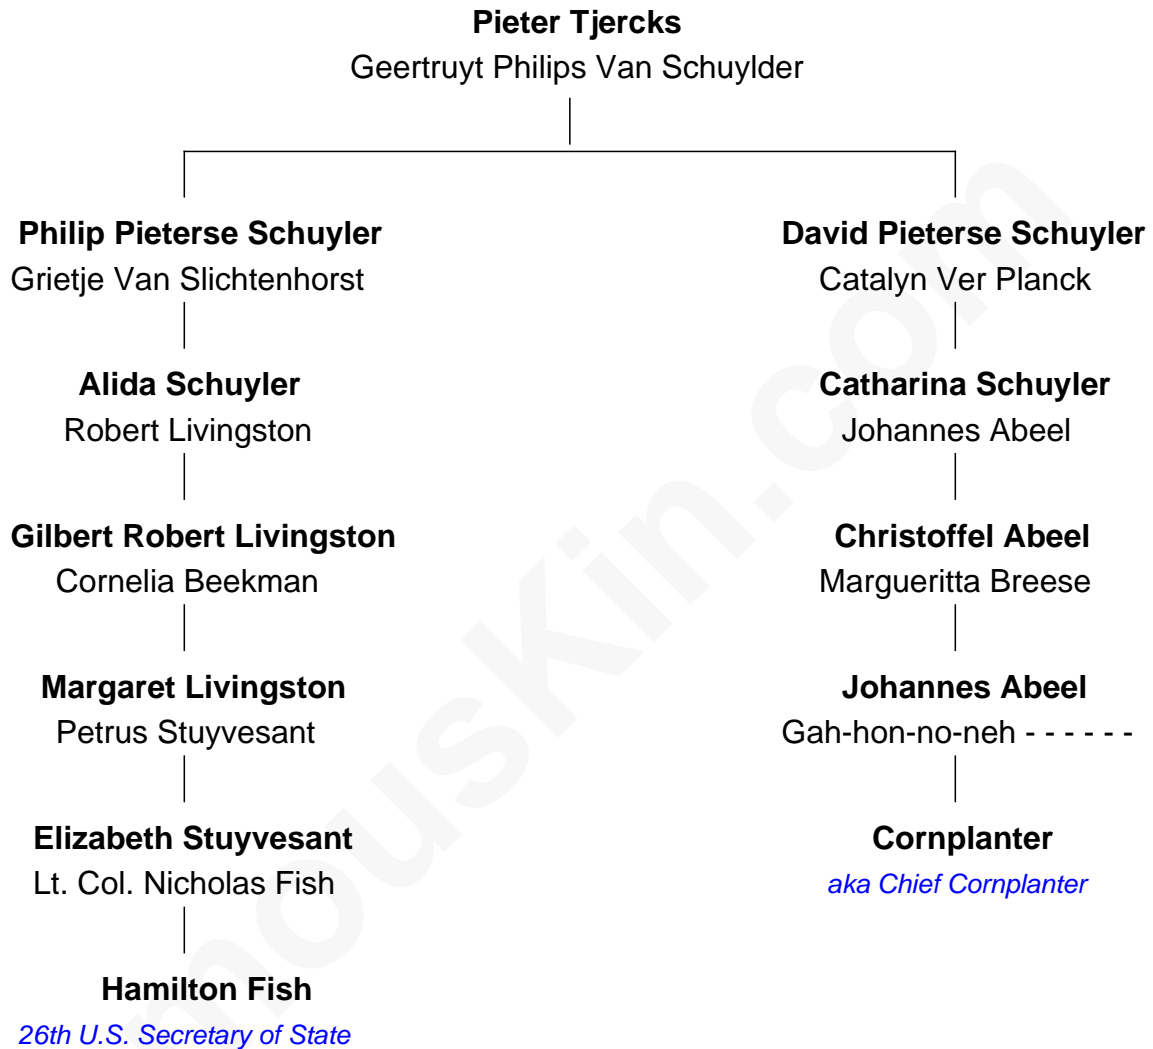 Pieter Tjercks
Geertruyt Philips Van Schuylder
Philip Pieterse Schuyler
Grietje Van Slichtenhorst
David Pieterse Schuyler
Catalyn Ver Planck
Alida Schuyler
Robert Livingston
Catharina Schuyler
Johannes Abeel
Gilbert Robert Livingston
Cornelia Beekman
Christoffel Abeel
Margueritta Breese
Margaret Livingston
Petrus Stuyvesant
Johannes Abeel
Gah-hon-no-neh - - - - - -
Elizabeth Stuyvesant
Lt. Col. Nicholas Fish
Cornplanter
aka Chief Cornplanter
Hamilton Fish
26th U.S. Secretary of State
mouskin.com